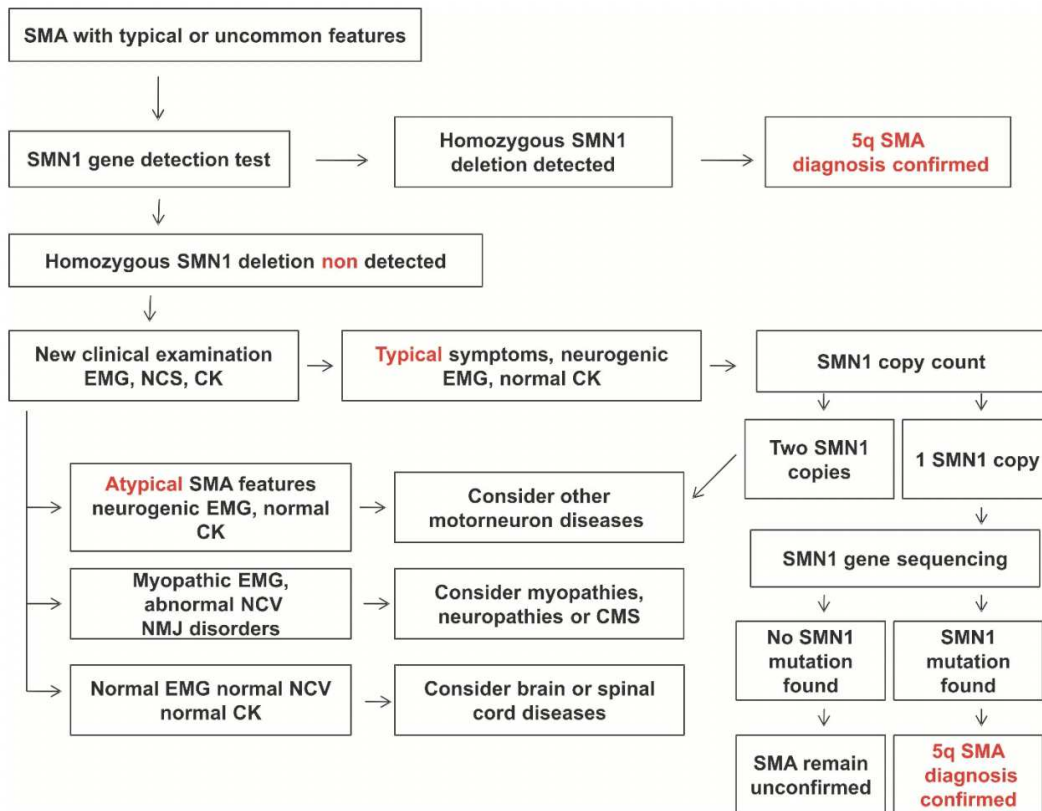 SMA with typical or uncommon features
SMN1 gene detection test
Homozygous SMN1
deletion detected
5q SMA
diagnosis confirmed
Homozygous SMN1 deletion non detected
New clinical examination
EMG, NCS, CK
Typical symptoms, neurogenic
EMG, normal CK
SMN1 copy count
Two SMN1
copies
1 SMN1 copy
Atypical SMA features
neurogenic EMG, normal
CK
Consider other
motorneuron diseases
SMN1 gene sequencing
Myopathic EMG,
abnormal NCV
NMJ disorders
Consider myopathies,
neuropathies or CMS
No SMN1
mutation
found
SMN1
mutation
found
Normal EMG normal NCV
normal CK
Consider brain or spinal
cord diseases
SMA remain
unconfirmed
5q SMA
diagnosis
confirmed